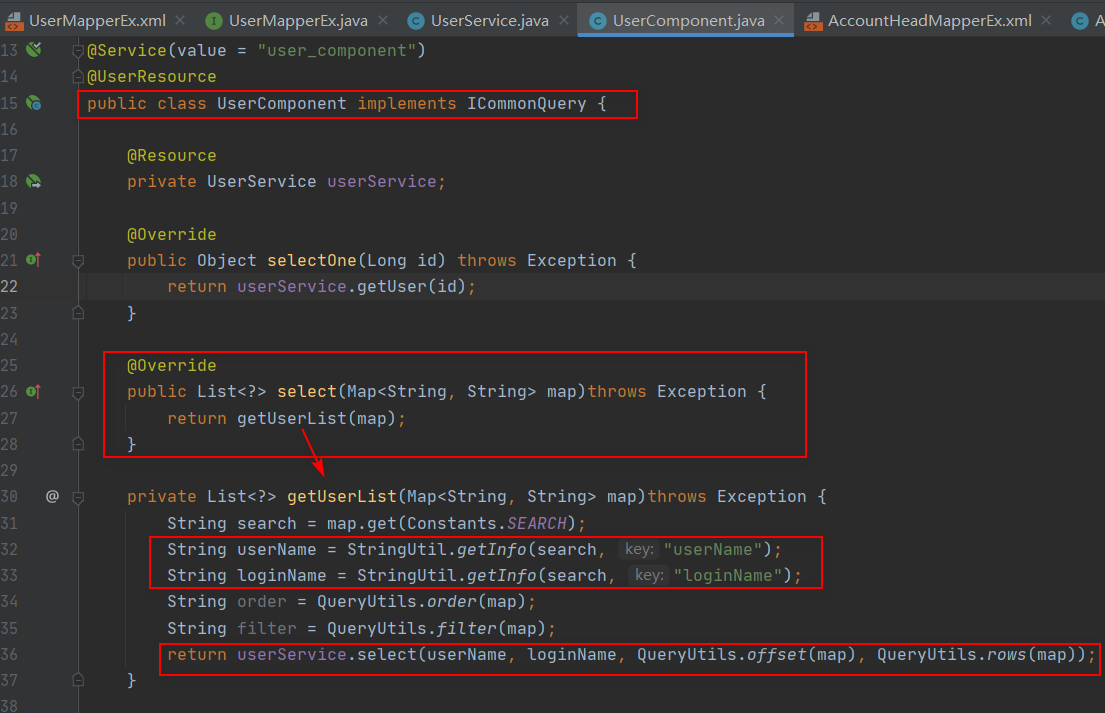 UserMapperEx.xml UserMapperEx.java UserService.java UserComponent.java AccountHeadMapperEx.xml A
13 @Service(value = "user_component")
14 @UserResource
15 public class UserComponent implements ICommonQuery {
16
17 @Resource
18 private UserService userService;
19
20 @Override
21 public Object selectOne(Long id) throws Exception {
22 return userService.getUser(id);
23 }
24
25 @Override
26 public List<?> select(Map<String, String> map)throws Exception {
27 return getUserList(map);
28 }
29
30 @ private List<?> getUserList(Map<String, String> map)throws Exception {
31 String search = map.get(Constants.SEARCH);
32 String userName = StringUtil.getInfo(search, key: "userName");
33 String loginName = StringUtil.getInfo(search, key: "loginName");
34 String order = QueryUtils.order(map);
35 String filter = QueryUtils.filter(map);
36 return userService.select(userName, loginName, QueryUtils.offset(map), QueryUtils.rows(map));
37 }
38